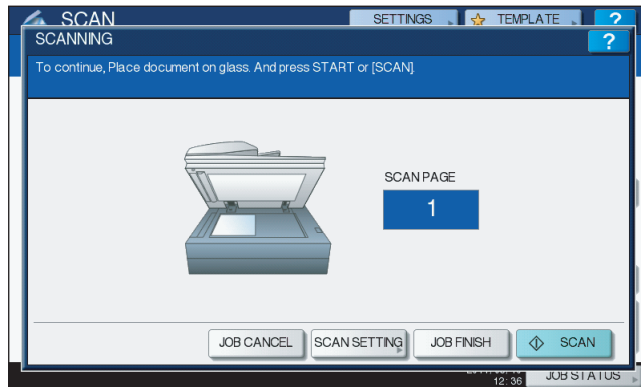 SCAN
SETTINGS
TEMPLATE
?
SCANNING
?
To continue, Place document on glass. And press START or [SCAN].
SCAN PAGE
1
JOB CANCEL
SCAN SETTING
JOB FINISH
SCAN
12: 36
JOB STATUS